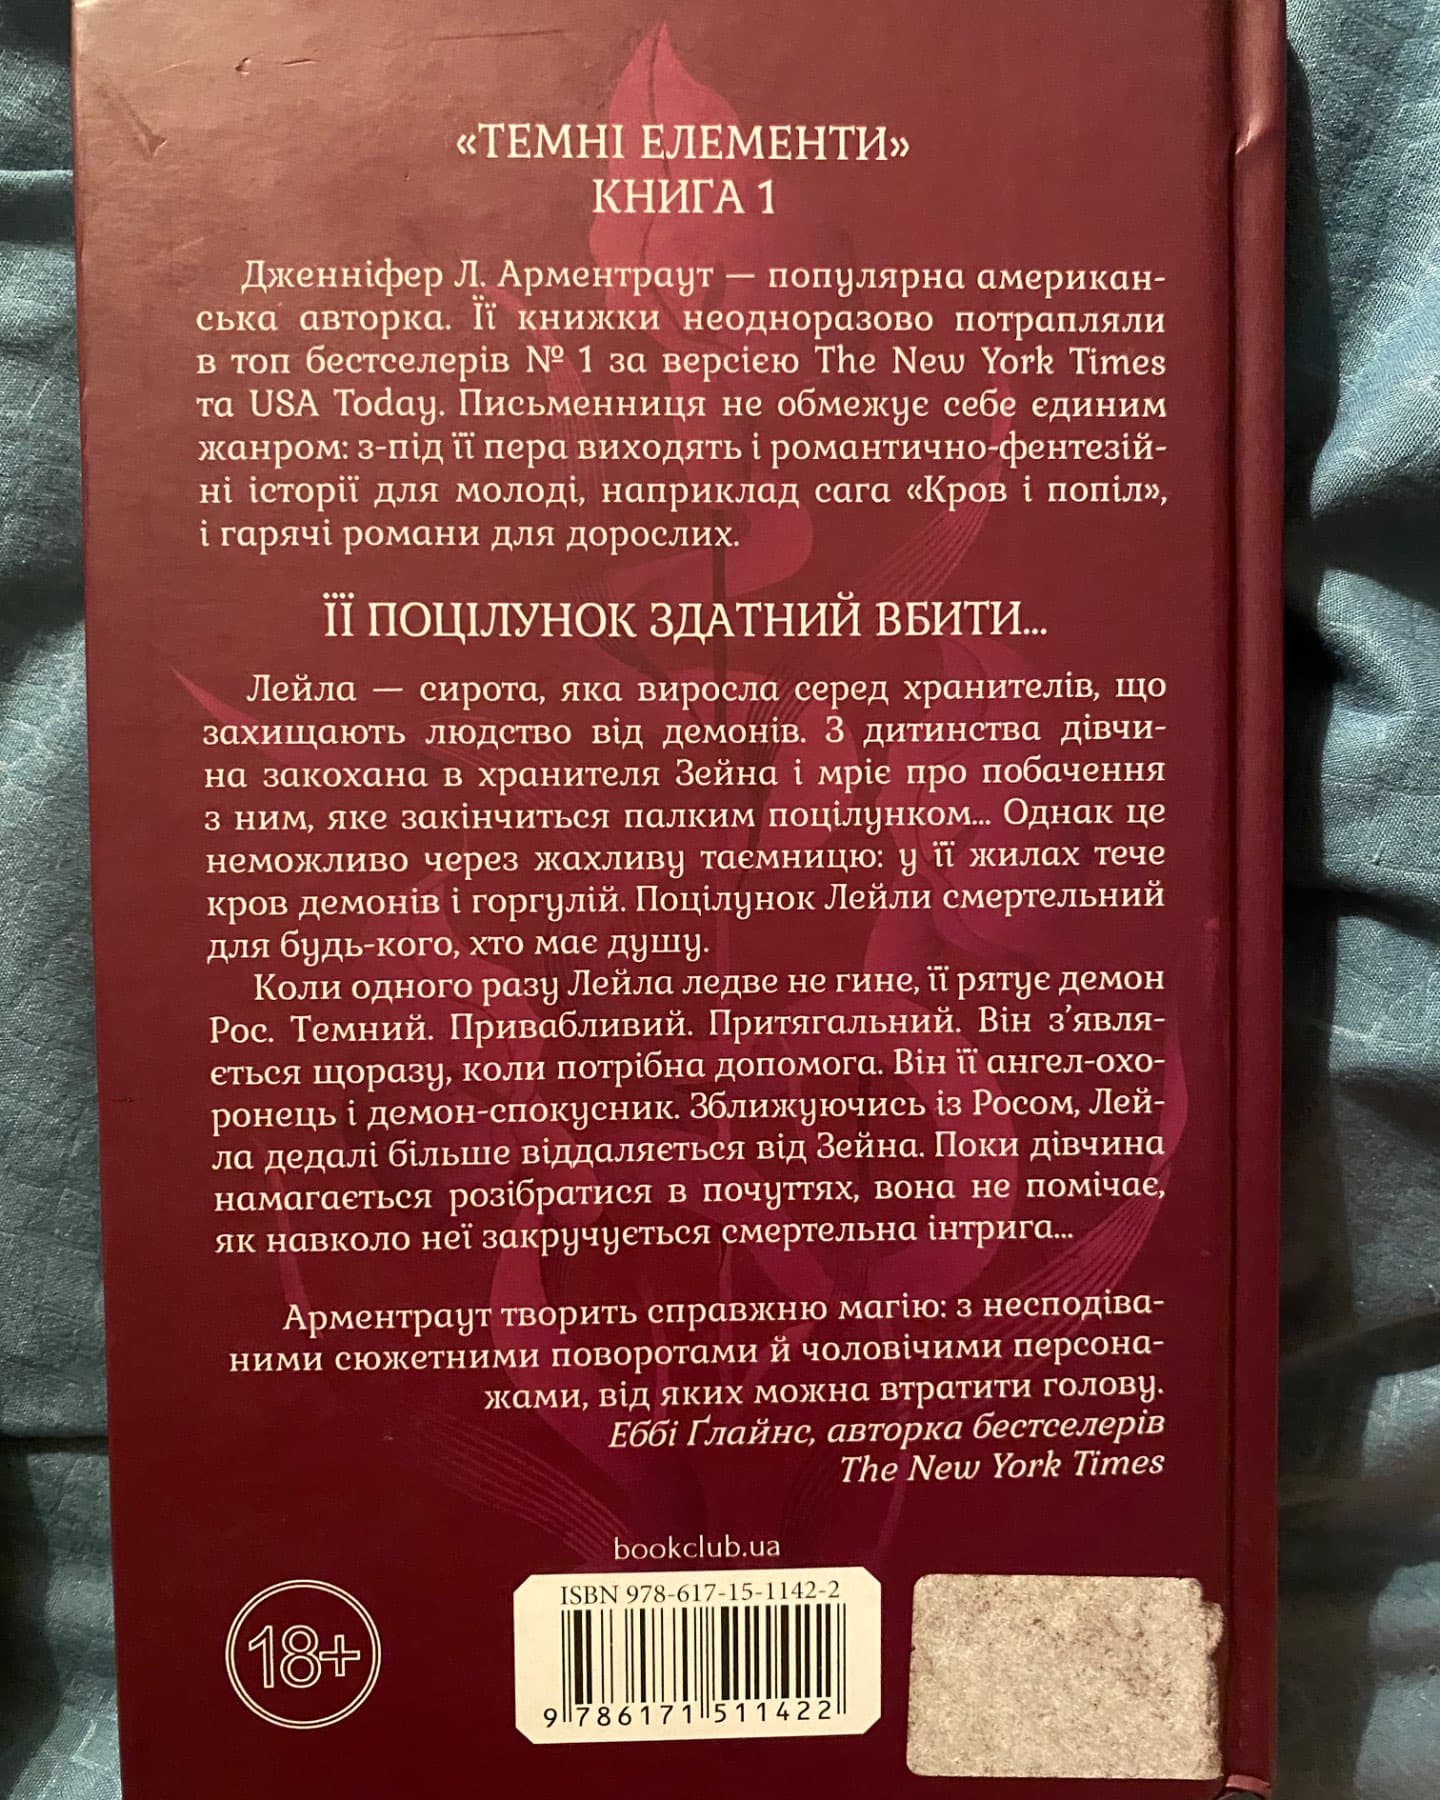 «ТЕМНІ ЕЛЕМЕНТИ»
КНИГА 1
Дженніфер Л. Арментраут — популярна американ-
ська авторка. Її книжки неодноразово потрапляли
в топ бестселерів № 1 за версією The New York Times
та USA Today. Письменниця не обмежує себе єдиним
жанром: з-під її пера виходять і романтично-фентезій-
ні історії для молоді, наприклад сага «Кров і попіл»,
і гарячі романи для дорослих.
ЇЇ ПОЦІЛУНОК ЗДАТНИЙ ВБИТИ...
Лейла — сирота, яка виросла серед хранителів, що
захищають людство від демонів. З дитинства дівчи-
на закохана в хранителя Зейна і мріє про побачення
з ним, яке закінчиться палким поцілунком... Однак це
неможливо через жахливу таємницю: у її жилах тече
кров демонів і горгулій. Поцілунок Лейли смертельний
для будь-кого, хто має душу.
Коли одного разу Лейла ледве не гине, її рятує демон
Рос. Темний. Привабливий. Притягальний. Він з’явля-
ється щоразу, коли потрібна допомога. Він її ангел-охо-
ронець і демон-спокусник. Зближуючись із Росом, Лей-
ла дедалі більше віддаляється від Зейна. Поки дівчина
намагається розібратися в почуттях, вона не помічає,
як навколо неї закручується смертельна інтрига...
Арментраут творить справжню магію: з несподіва-
ними сюжетними поворотами й чоловічими персона-
жами, від яких можна втратити голову.
Еббі Ґлайнс, авторка бестселерів
The New York Times
bookclub.ua
ISBN 978-617-15-1142-2
18+
9 786171 511422